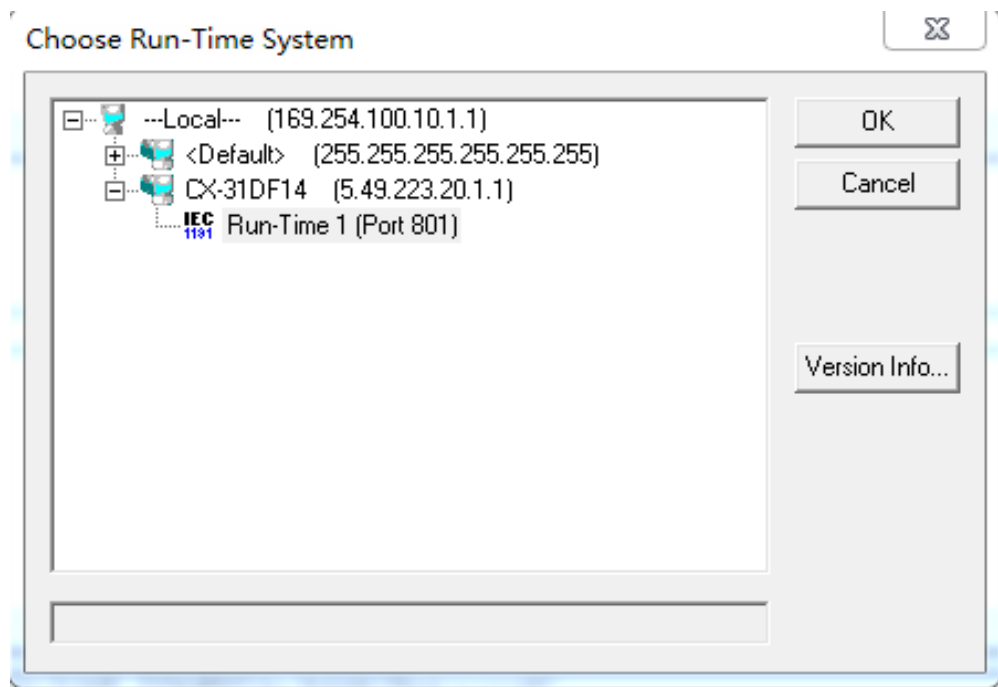 Choose Run-Time System
---Local--- (169.254.100.10.1.1)
<Default> (255.255.255.255.255.255)
CX-31DF14 (5.49.223.20.1.1)
IEC 1131 Run-Time 1 (Port 801)
OK
Cancel
Version Info...